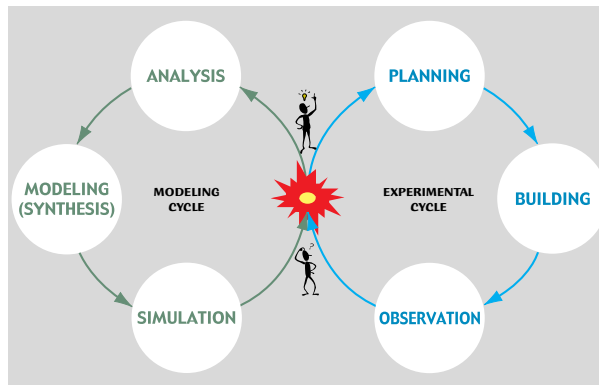 ANALYSIS
PLANNING
MODELING
(SYNTHESIS)
MODELING
CYCLE
EXPERIMENTAL
CYCLE
BUILDING
?
SIMULATION
OBSERVATION